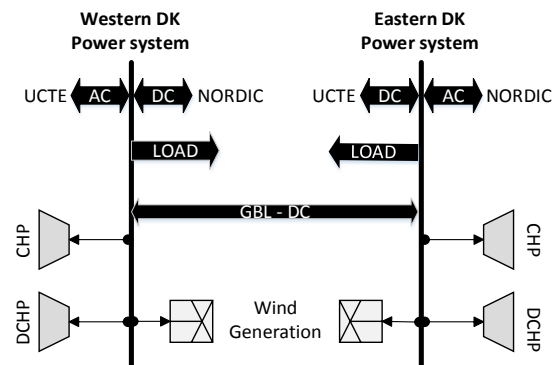 Western DK
Power system
Eastern DK
Power system
UCTE
AC
DC
NORDIC
UCTE
DC
AC
NORDIC
LOAD
LOAD
GBL - DC
CHP
CHP
DCHP
Wind
Generation
DCHP